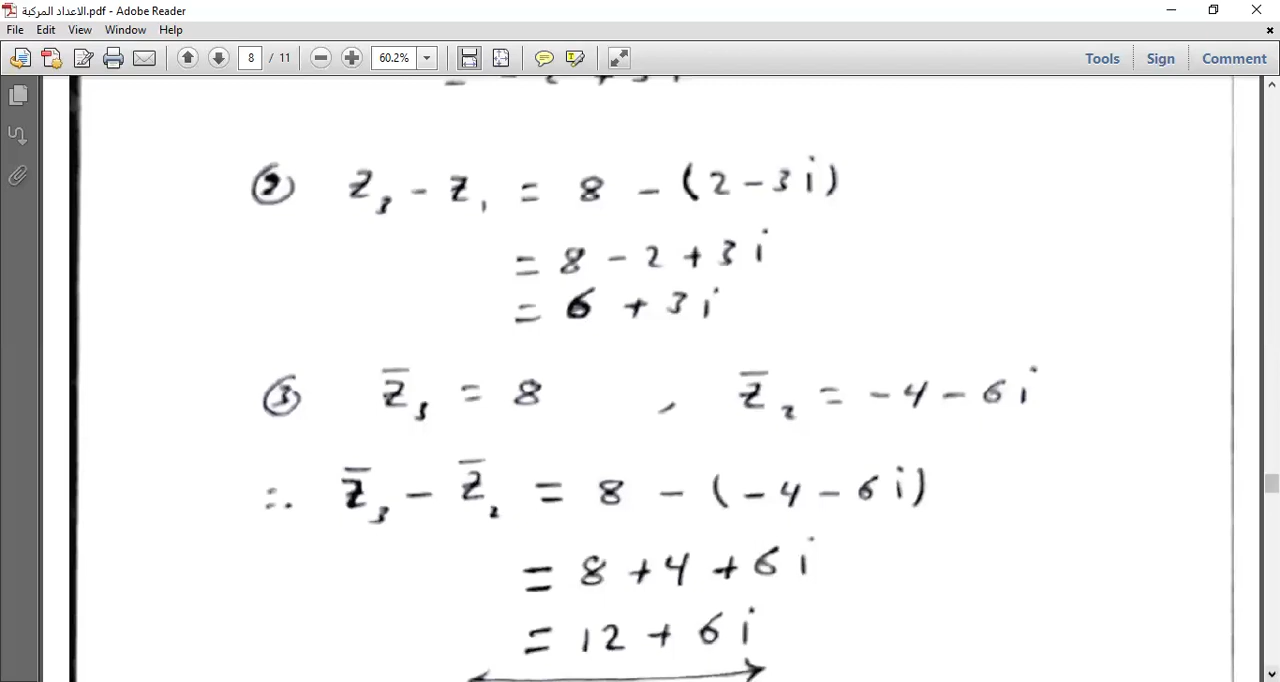 الاعداد المركبة.pdf - Adobe Reader
File Edit View Window Help
8 / 11 60.2% Tools Sign Comment
② z₃ - z₁ = 8 - (2 - 3i)
= 8 - 2 + 3i
= 6 + 3i
③ z̄₃ = 8 , z̄₂ = -4 - 6i
∴ z̄₃ - z̄₂ = 8 - (-4 - 6i)
= 8 + 4 + 6i
= 12 + 6i